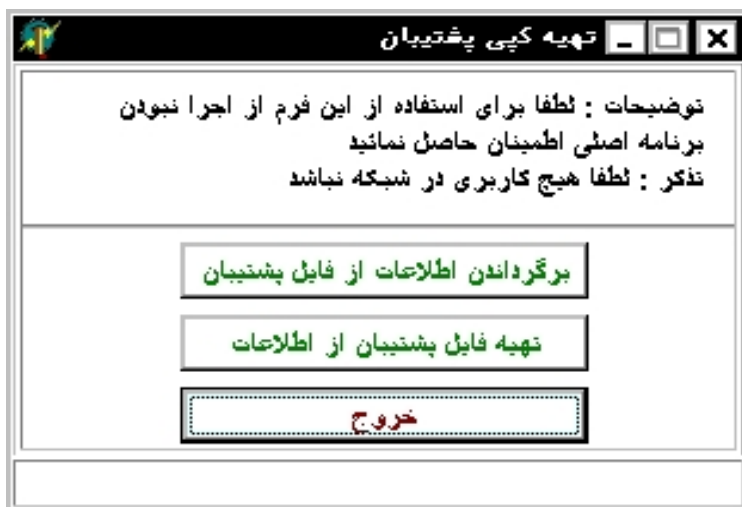 تهیه کپی پشتیبان
توضیحات : لطفا برای استفاده از این فرم از اجرا نبودن
برنامه اصلی اطمینان حاصل نمائید
تذکر : لطفا هیچ کاربری در شبکه نباشد
برگرداندن اطلاعات از فایل پشتیبان
تهیه فایل پشتیبان از اطلاعات
خروج